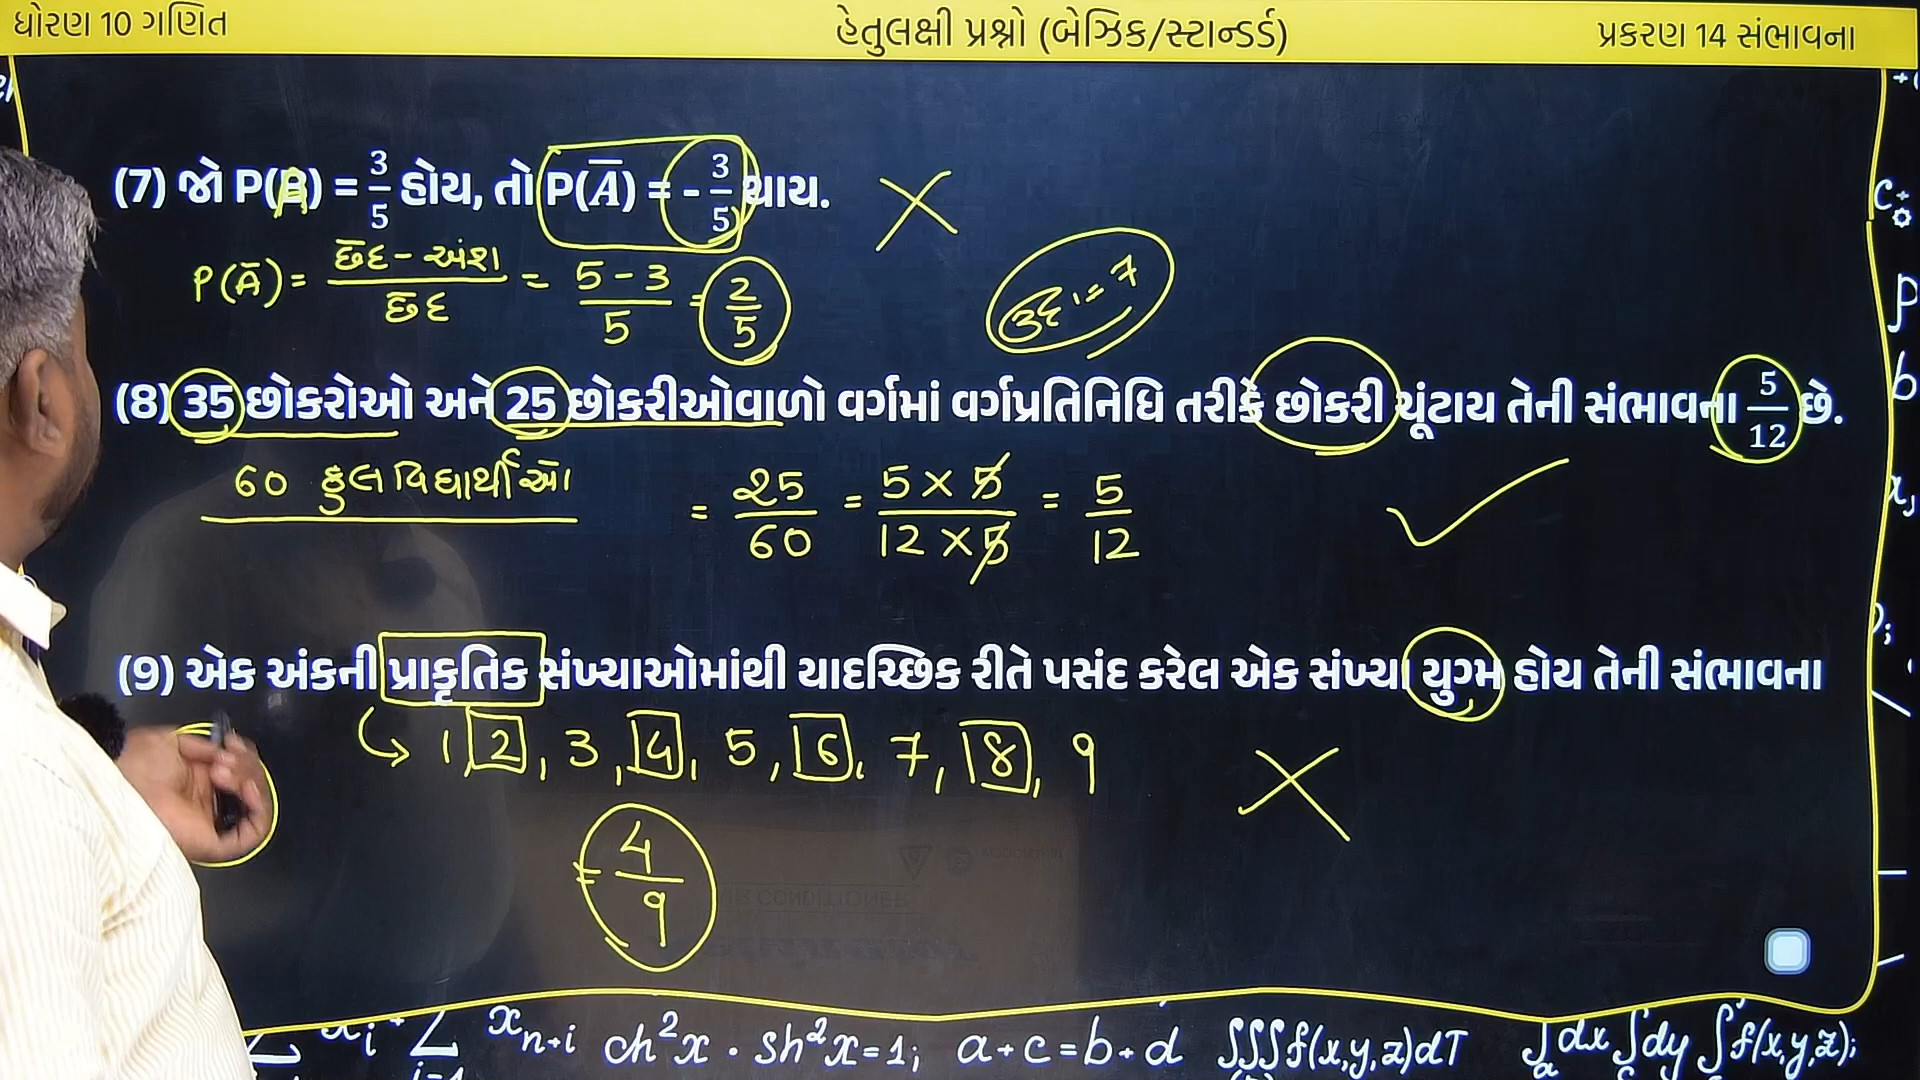 ધોરણ 10 ગણિત
હેતુલક્ષી પ્રશ્નો (બેઝિક/સ્ટાન્ડર્ડ)
પ્રકરણ 14 સંભાવના
(7) જો P(A) = 3/5 હોય, તો P(A̅) = - 3/5 થાય.
P(A̅) = છેદ - અંશ / છેદ = 5 - 3 / 5 = 2/5
(8) 35 છોકરોઓ અને 25 છોકરીઓવાળો વર્ગમાં વર્ગપ્રતિનિધિ તરીકે છોકરી ચૂંટાય તેની સંભાવના 5/12 છે.
60 કુલ વિદ્યાર્થીઓ
= 25/60 = 5 × 5 / 12 × 5 = 5/12
(9) એક અંકની પ્રાકૃતિક સંખ્યાઓમાંથી યાદચ્છિક રીતે પસંદ કરેલ એક સંખ્યા યુગ્મ હોય તેની સંભાવના
1, 2, 3, 4, 5, 6, 7, 8, 9
= 4/9
x_{n+i} ch²x · sh²x=1; a+c=b+d ∫∫∫f(x,y,z)dT ∫dx∫dy∫f(x,y,z);